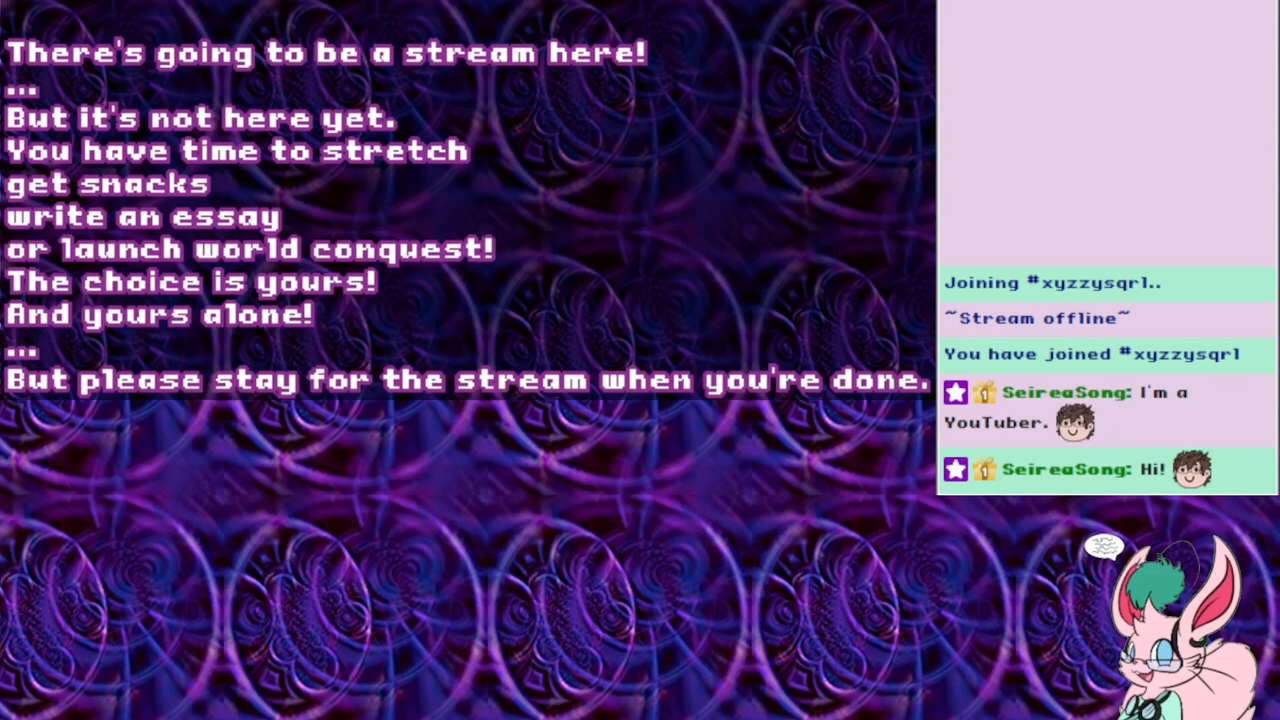 There's going to be a stream here!
...
But it's not here yet.
You have time to stretch
get snacks
write an essay
or launch world conquest!
The choice is yours!
And yours alone!
...
But please stay for the stream when you're done.
Joining #xyzzysqrl..
~Stream offline~
You have joined #xyzzysqrl
1 SeireaSong: I'm a
YouTuber.
1 SeireaSong: Hi!